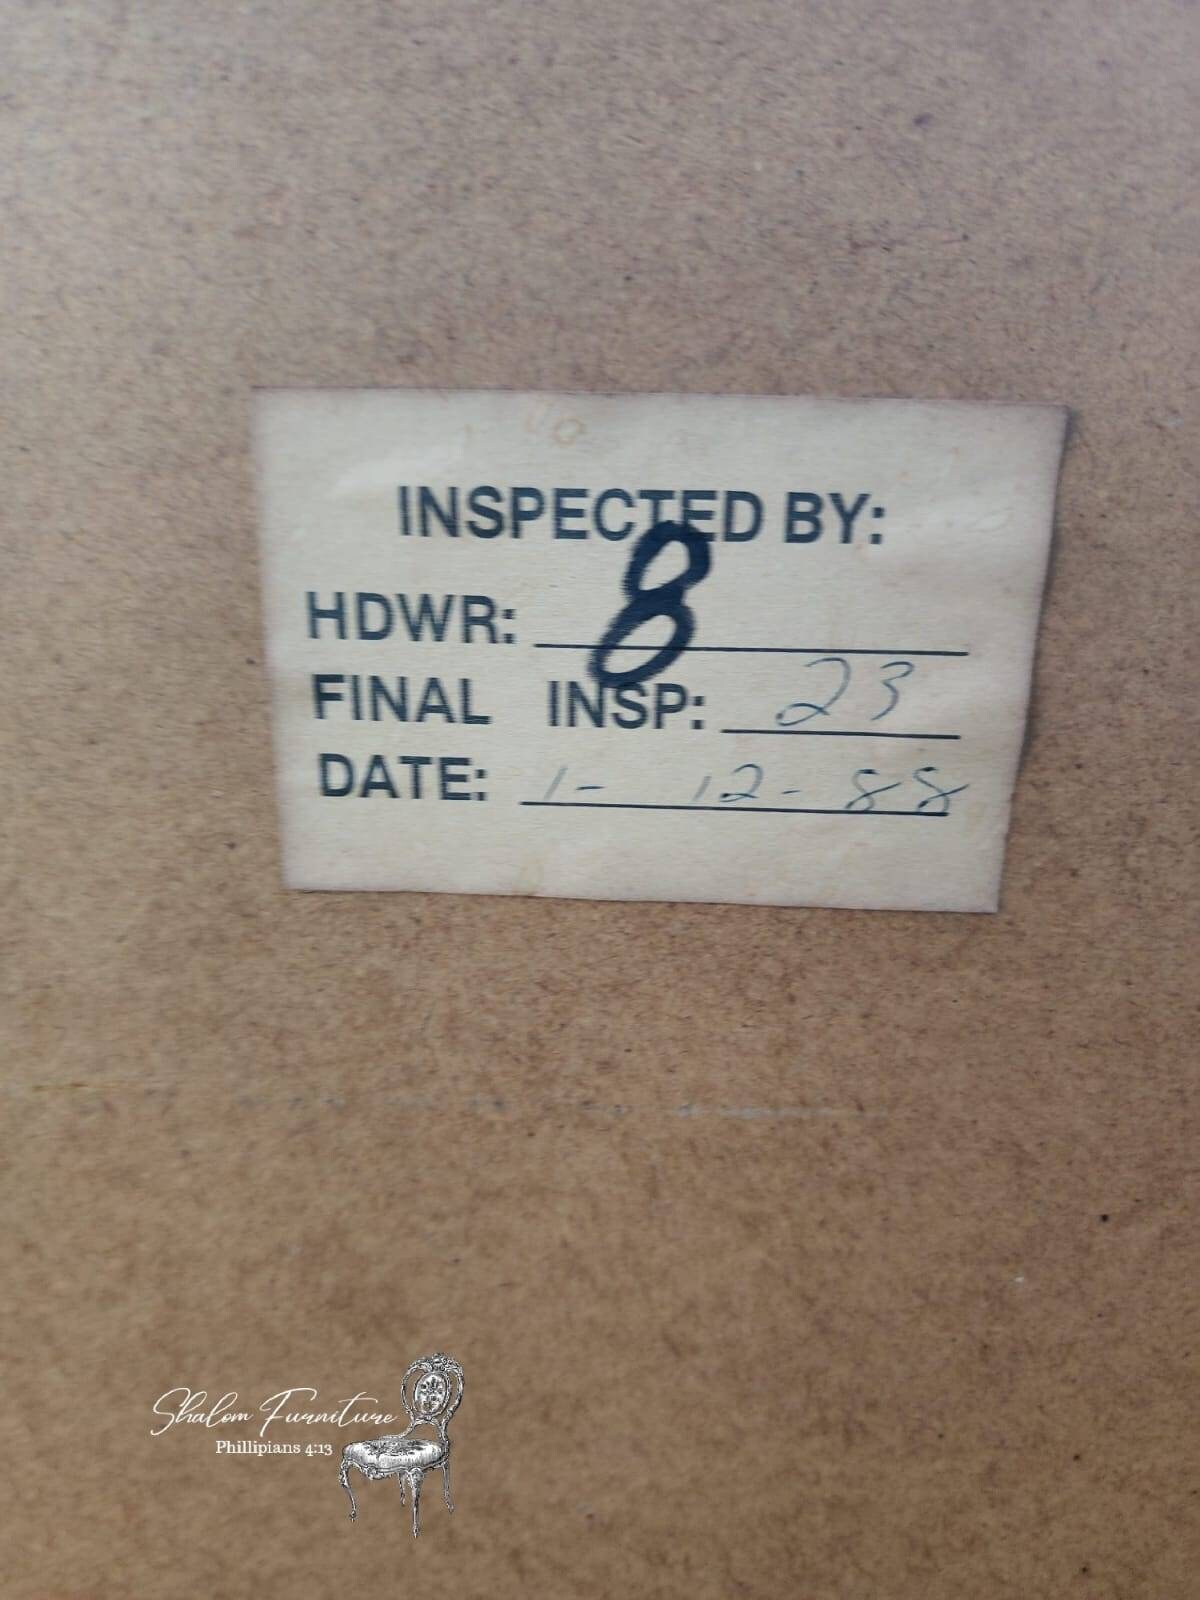 INSPECTED BY:
HDWR: 8
FINAL INSP: 23
DATE: 1- 12- 88
Shalom Furniture
Phillipians 4:13